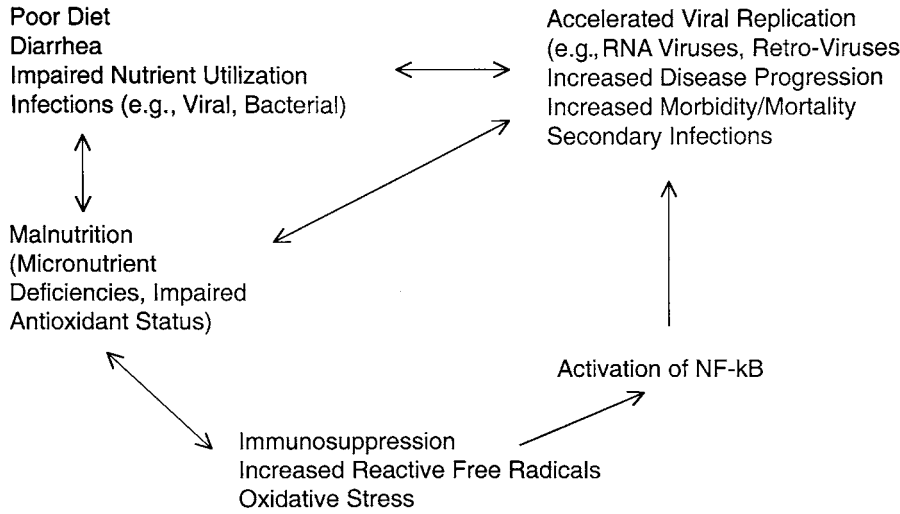 Poor Diet
Diarrhea
Impaired Nutrient Utilization
Infections (e.g., Viral, Bacterial)
Accelerated Viral Replication
(e.g., RNA Viruses, Retro-Viruses
Increased Disease Progression
Increased Morbidity/Mortality
Secondary Infections
Malnutrition
(Micronutrient
Deficiencies, Impaired
Antioxidant Status)
Activation of NF-kB
Immunosuppression
Increased Reactive Free Radicals
Oxidative Stress